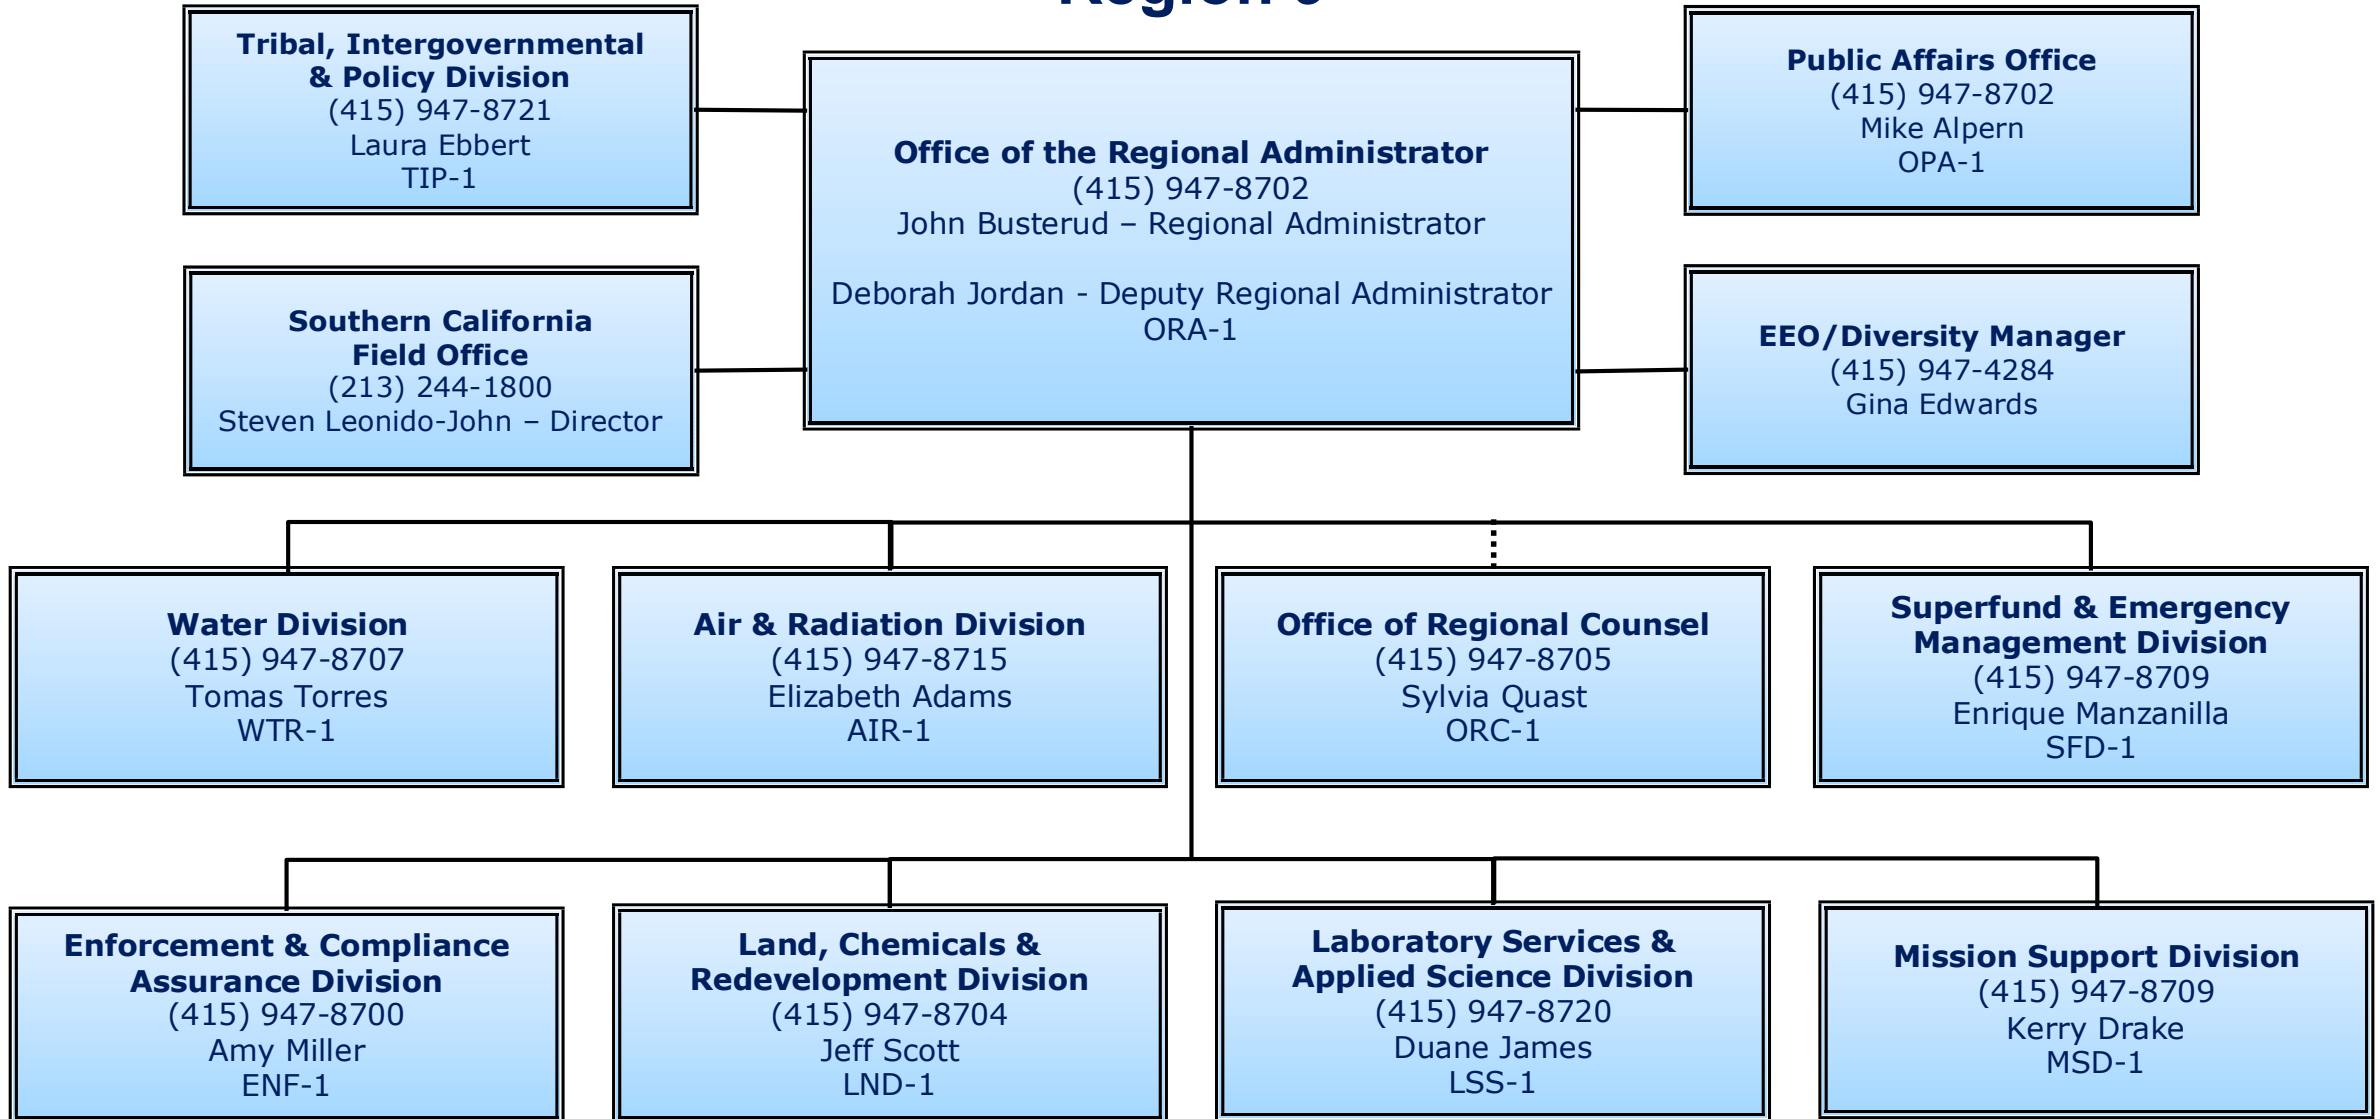 Tribal, Intergovernmental
& Policy Division
(415) 947-8721
Laura Ebbert
TIP-1
Office of the Regional Administrator
(415) 947-8702
John Busterud – Regional Administrator
Deborah Jordan - Deputy Regional Administrator
ORA-1
Public Affairs Office
(415) 947-8702
Mike Alpern
OPA-1
Southern California
Field Office
(213) 244-1800
Steven Leonido-John – Director
EEO/Diversity Manager
(415) 947-4284
Gina Edwards
Water Division
(415) 947-8707
Tomas Torres
WTR-1
Air & Radiation Division
(415) 947-8715
Elizabeth Adams
AIR-1
Office of Regional Counsel
(415) 947-8705
Sylvia Quast
ORC-1
Superfund & Emergency
Management Division
(415) 947-8709
Enrique Manzanilla
SFD-1
Enforcement & Compliance
Assurance Division
(415) 947-8700
Amy Miller
ENF-1
Land, Chemicals &
Redevelopment Division
(415) 947-8704
Jeff Scott
LND-1
Laboratory Services &
Applied Science Division
(415) 947-8720
Duane James
LSS-1
Mission Support Division
(415) 947-8709
Kerry Drake
MSD-1